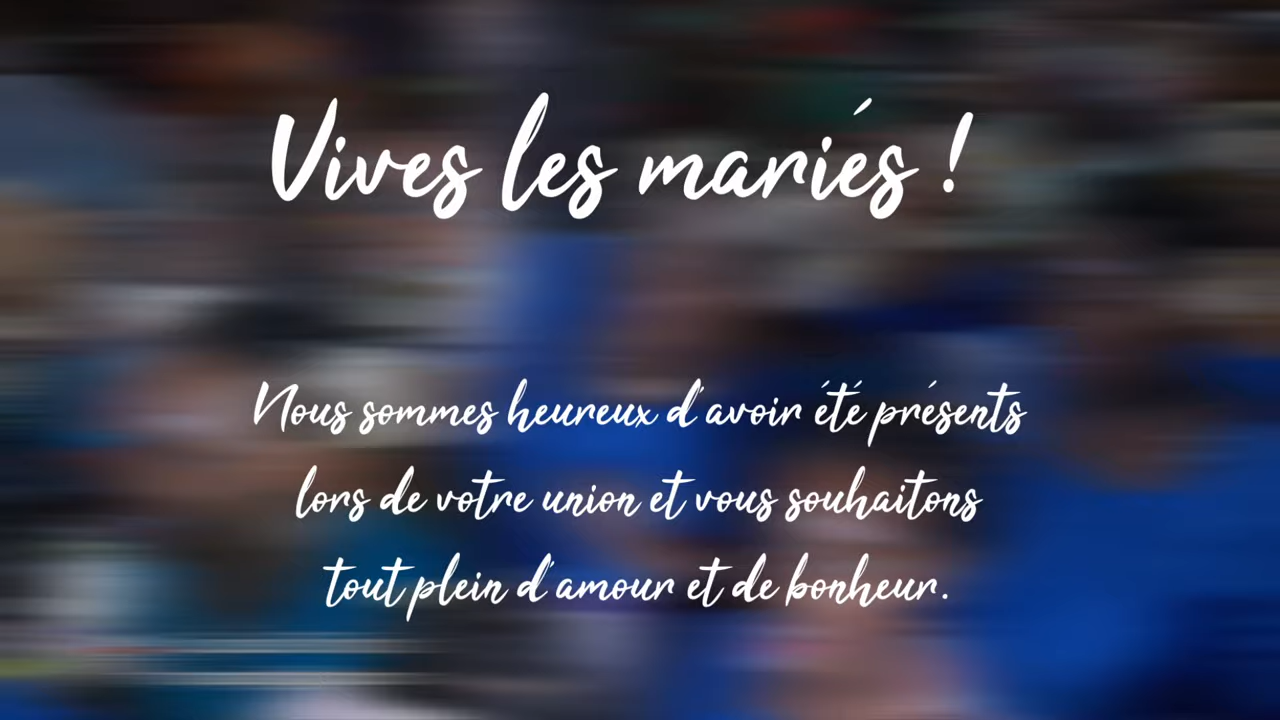 Vives les mariés !
Nous sommes heureux d'avoir été présents
lors de votre union et vous souhaitons
tout plein d'amour et de bonheur.